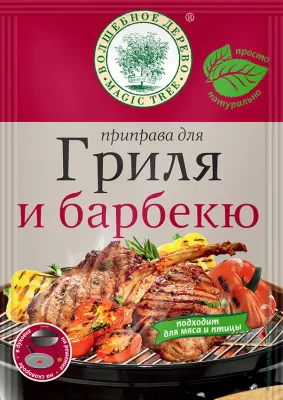 ВОЛШЕБНОЕ ДЕРЕВО
MAGIC TREE
®
просто
натурально
приправа для
Гриля
и барбекю
подходит
для мяса и птицы